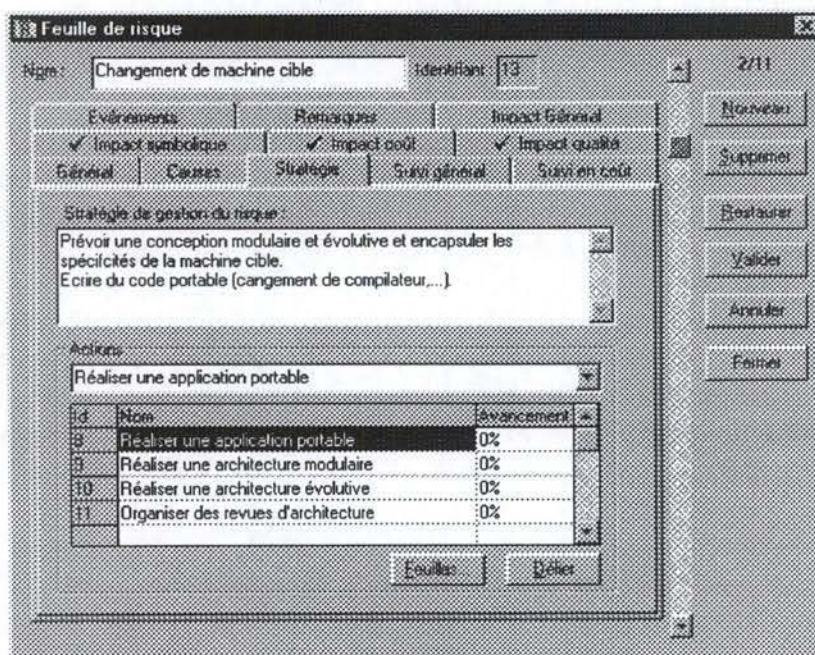 Feuille de risque
Nom : Changement de machine cible Identifiant 13 2/11
Evénements Remarques Impact Général
✓ Impact symbolique ✓ Impact coût ✓ Impact qualité
Général Causes Stratégie Suivi général Suivi en coût
Nouveau
Supprimer
Restaurer
Valider
Annuler
Fermer
Stratégie de gestion du risque :
Prévoir une conception modulaire et évolutive et encapsuler les
spécifcités de la machine cible.
Ecrire du code portable (cangement de compilateur,...).
Actions
Réaliser une application portable
Id Nom Avancement
8 Réaliser une application portable 0%
9 Réaliser une architecture modulaire 0%
10 Réaliser une architecture évolutive 0%
11 Organiser des revues d'architecture 0%
Feuilles... Délier